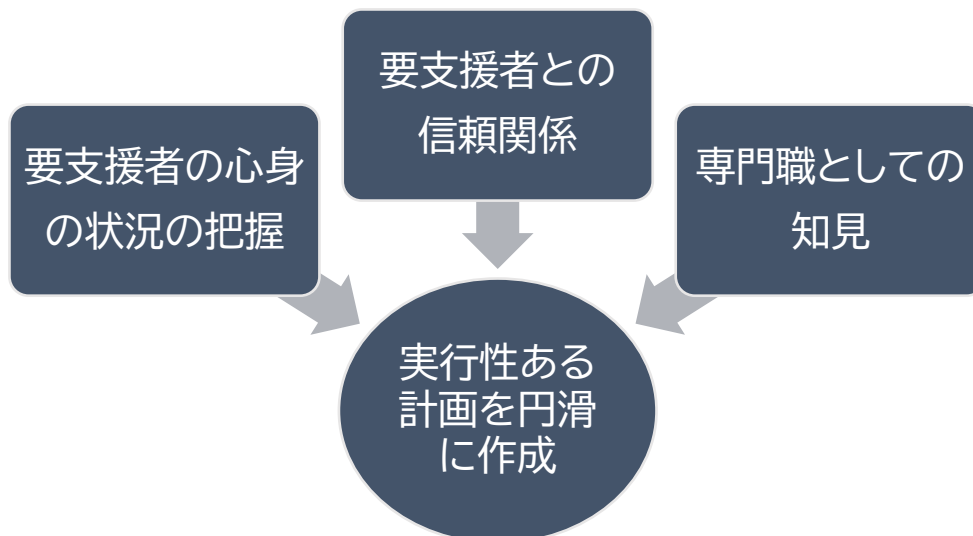 要支援者との
信頼関係
要支援者の心身
の状況の把握
専門職としての
知見
実行性ある
計画を円滑
に作成